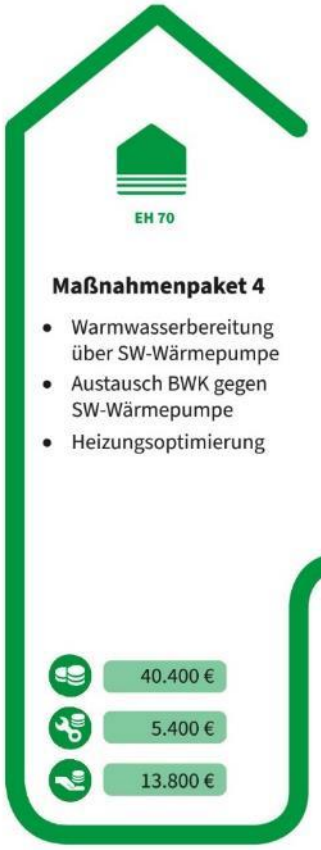 EH 70
Maßnahmenpaket 4
• Warmwasserbereitung
über SW-Wärmepumpe
• Austausch BWK gegen
SW-Wärmepumpe
• Heizungsoptimierung
40.400 €
5.400 €
13.800 €